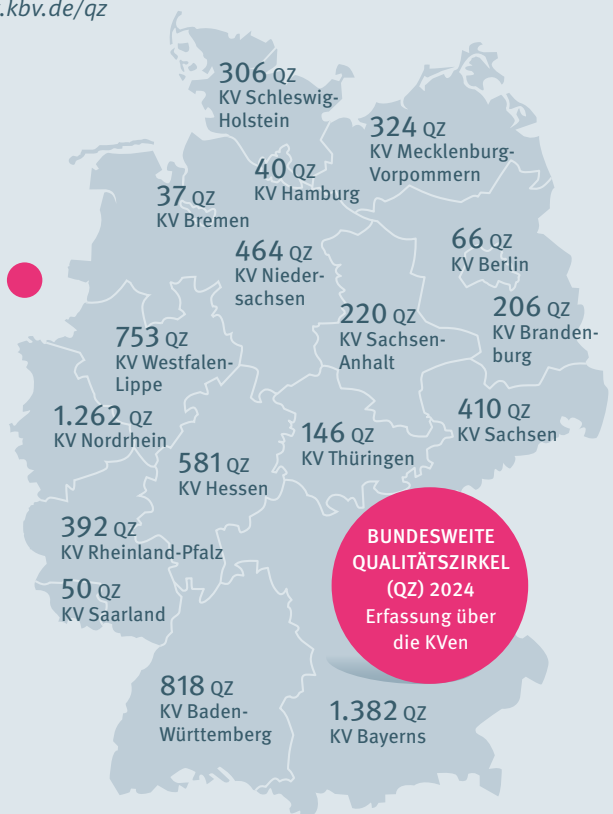 .kbv.de/qz
306 QZ
KV Schleswig-
Holstein
324 QZ
KV Mecklenburg-
Vorpommern
40 QZ
KV Hamburg
37 QZ
KV Bremen
464 QZ
KV Nieder-
sachsen
66 QZ
KV Berlin
206 QZ
KV Branden-
burg
220 QZ
KV Sachsen-
Anhalt
753 QZ
KV Westfalen-
Lippe
1.262 QZ
KV Nordrhein
410 QZ
KV Sachsen
146 QZ
KV Thüringen
581 QZ
KV Hessen
392 QZ
KV Rheinland-Pfalz
50 QZ
KV Saarland
BUNDESWEITE
QUALITÄTSZIRKEL
(QZ) 2024
Erfassung über
die KVen
818 QZ
KV Baden-
Württemberg
1.382 QZ
KV Bayerns